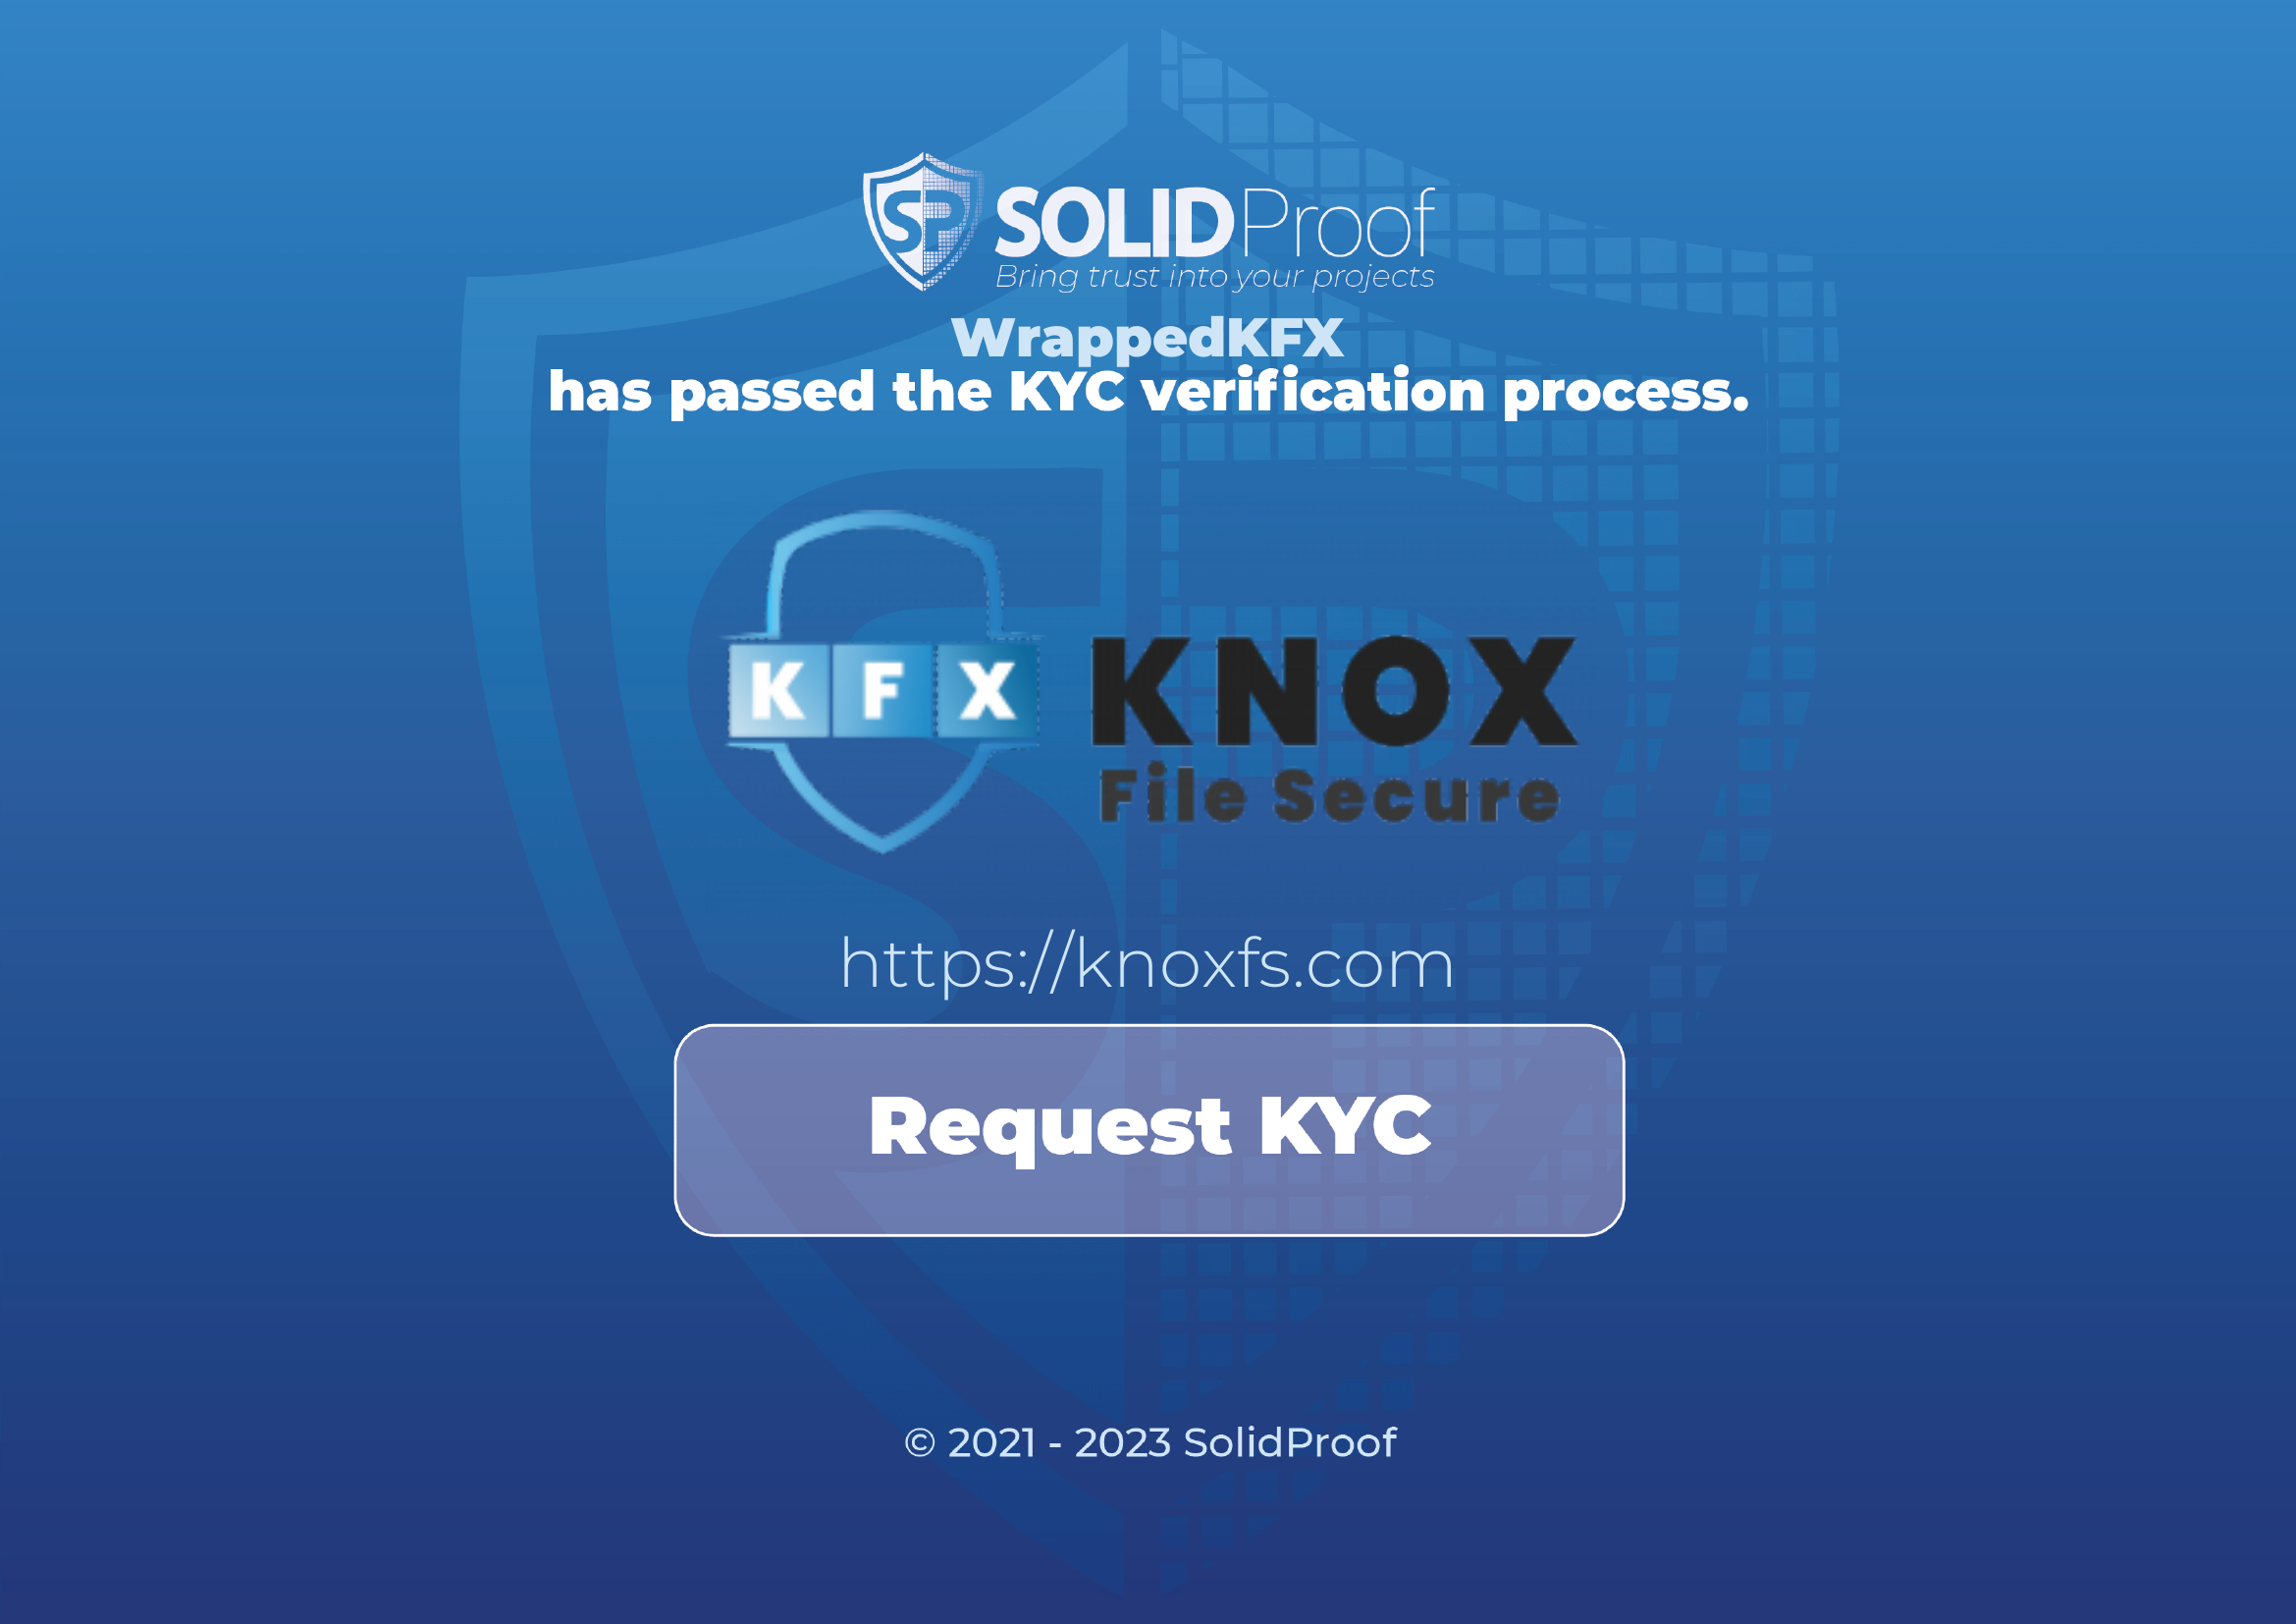 SP SOLIDProof
Bring trust into your projects
WrappedKFX
has passed the KYC verification process.
KFX
KNOX
File Secure
https://knoxfs.com
Request KYC
© 2021 - 2023 SolidProof